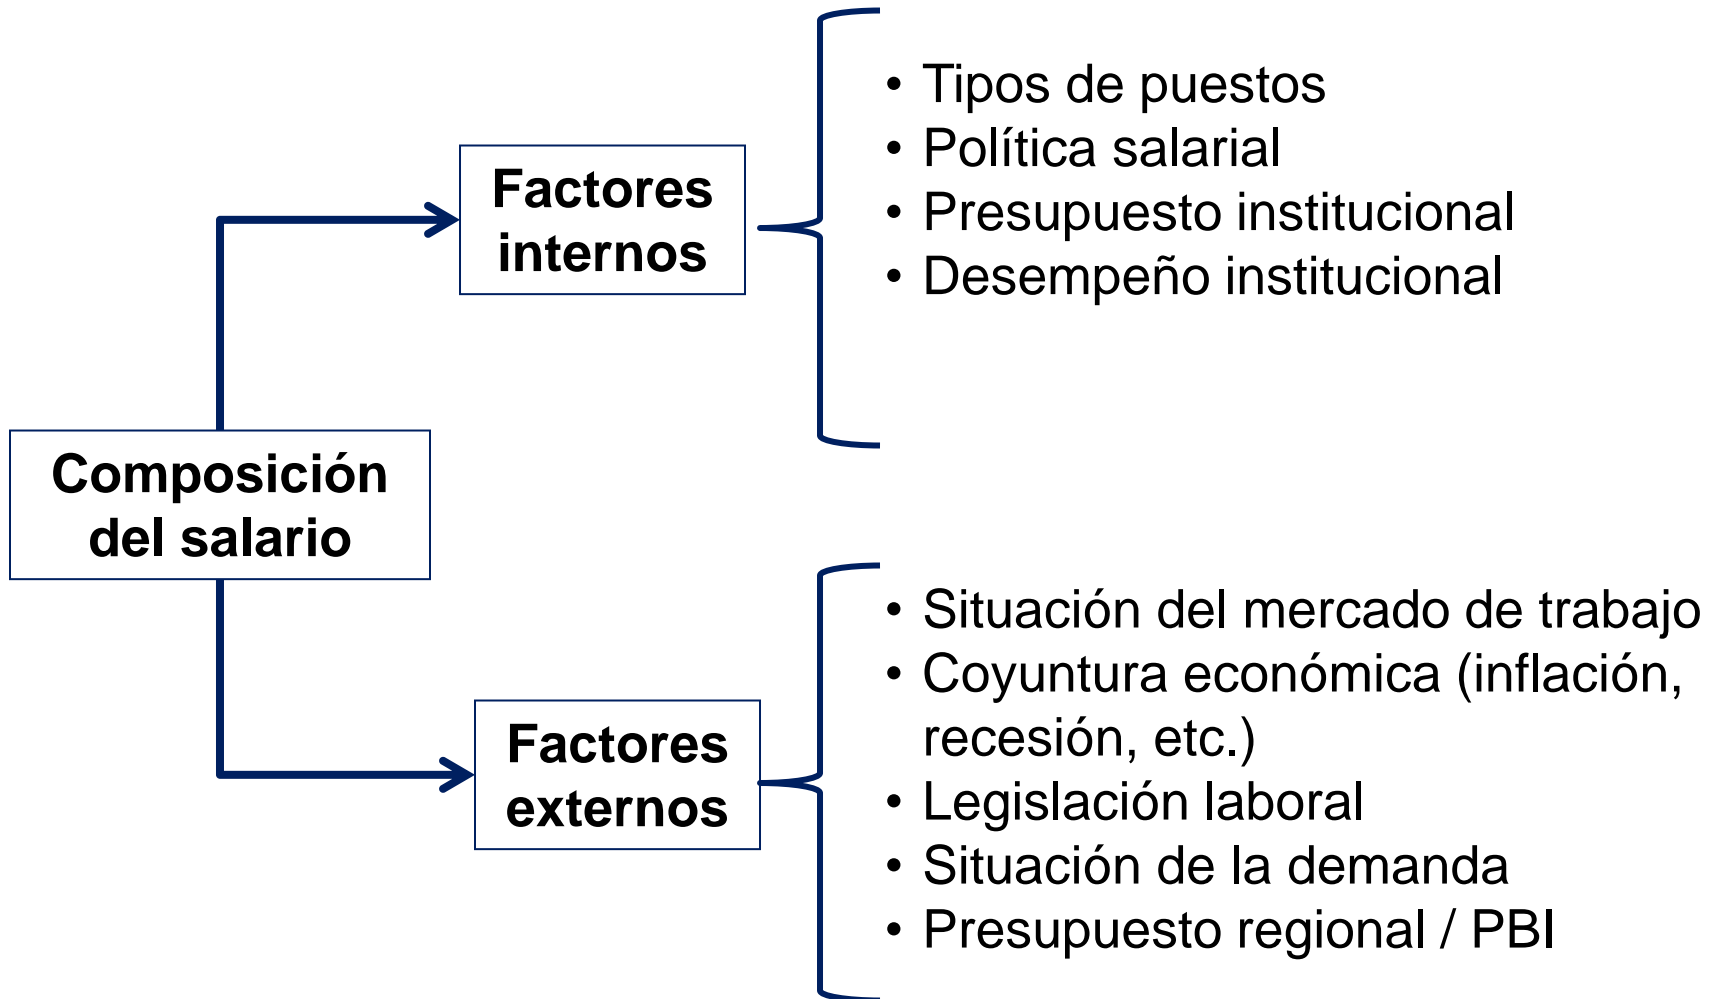 Composición
del salario
Factores
internos
• Tipos de puestos
• Política salarial
• Presupuesto institucional
• Desempeño institucional
Factores
externos
• Situación del mercado de trabajo
• Coyuntura económica (inflación,
recesión, etc.)
• Legislación laboral
• Situación de la demanda
• Presupuesto regional / PBI